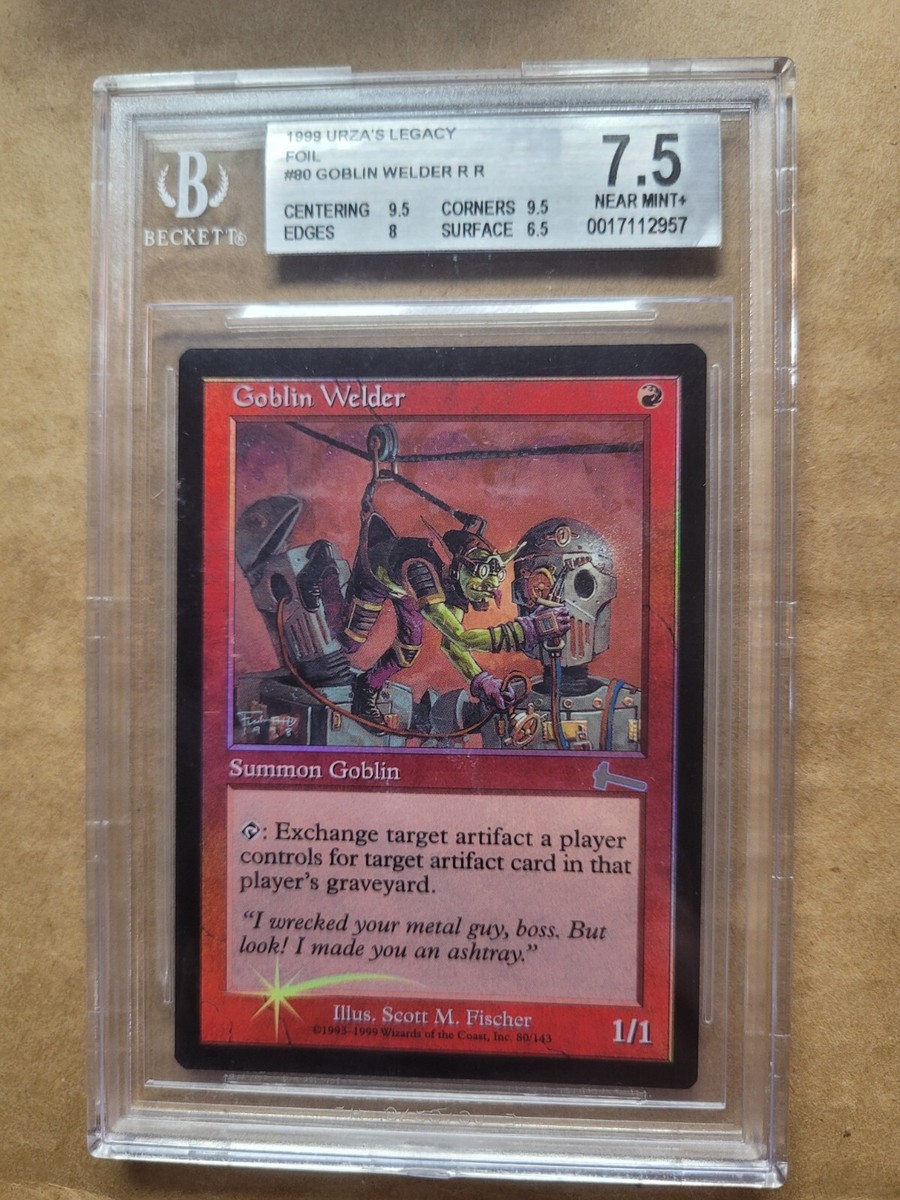 1999 URZA'S LEGACY
FOIL
#80 GOBLIN WELDER R R
CENTERING 9.5 CORNERS 9.5
EDGES 8 SURFACE 6.5
7.5
NEAR MINT+
0017112957
B
BECKETT®
Goblin Welder
1998
Summon Goblin
: Exchange target artifact a player
controls for target artifact card in that
player's graveyard.
“I wrecked your metal guy, boss. But
look! I made you an ashtray.”
Illus. Scott M. Fischer
©1993–1999 Wizards of the Coast, Inc. 80/143
1/1